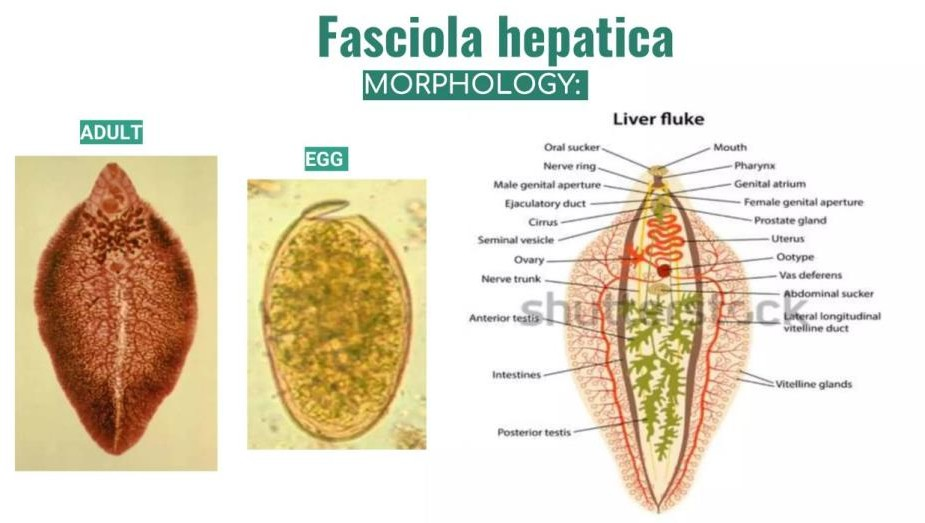 Fasciola hepatica
MORPHOLOGY:
ADULT
EGG
Liver fluke
Oral sucker
Nerve ring
Male genital aperture
Ejaculatory duct
Cirrus
Seminal vesicle
Ovary
Nerve trunk
Anterior testis
Intestines
Posterior testis
Mouth
Pharynx
Genital atrium
Female genital aperture
Prostate gland
Uterus
Ootype
Vas deferens
Abdominal sucker
Lateral longitudinal
vitelline duct
Vitelline glands
shutterstock